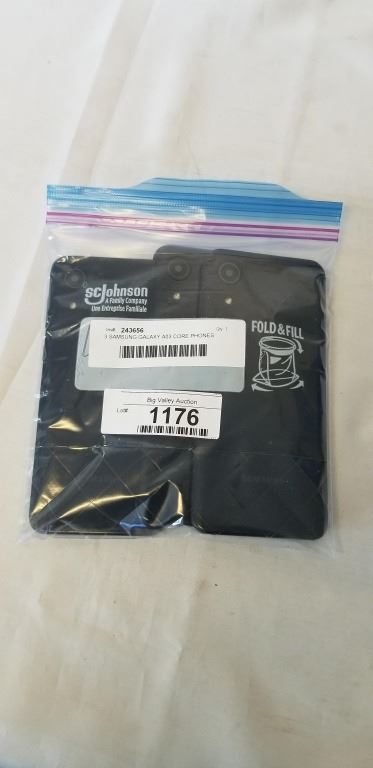 scJohnson
A Family Company
Une Entreprise Familiale
243656
3 SAMSUNG GALAXY A03 CORE PHONES
FOLD & FILL
Big Valley Auction
Lot#
1176
SAMSUNG